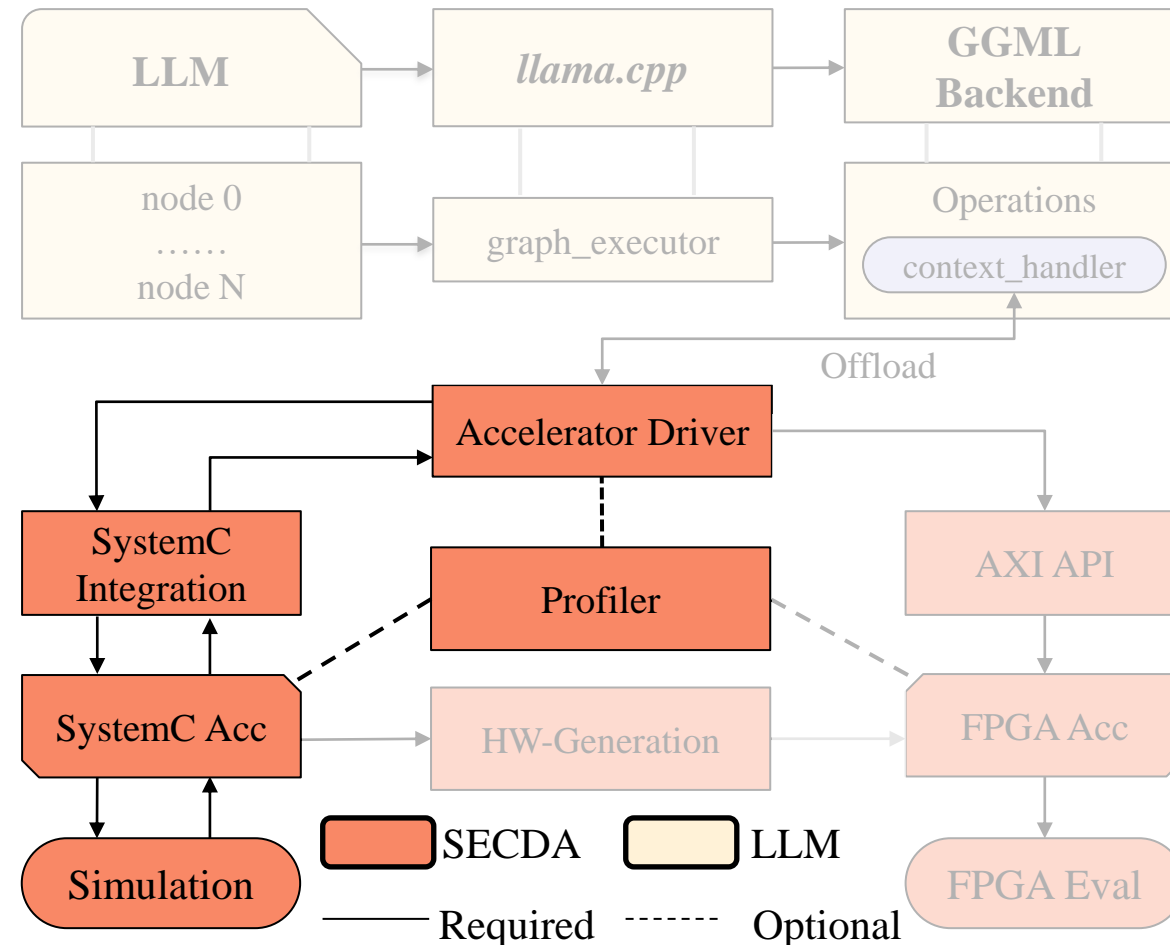 LLM
llama.cpp
GGML
Backend
node 0
……
node N
graph_executor
Operations
context_handler
Offload
Accelerator Driver
SystemC
Integration
Profiler
AXI API
SystemC Acc
HW-Generation
FPGA Acc
Simulation
SECDA
LLM
Required
Optional
FPGA Eval